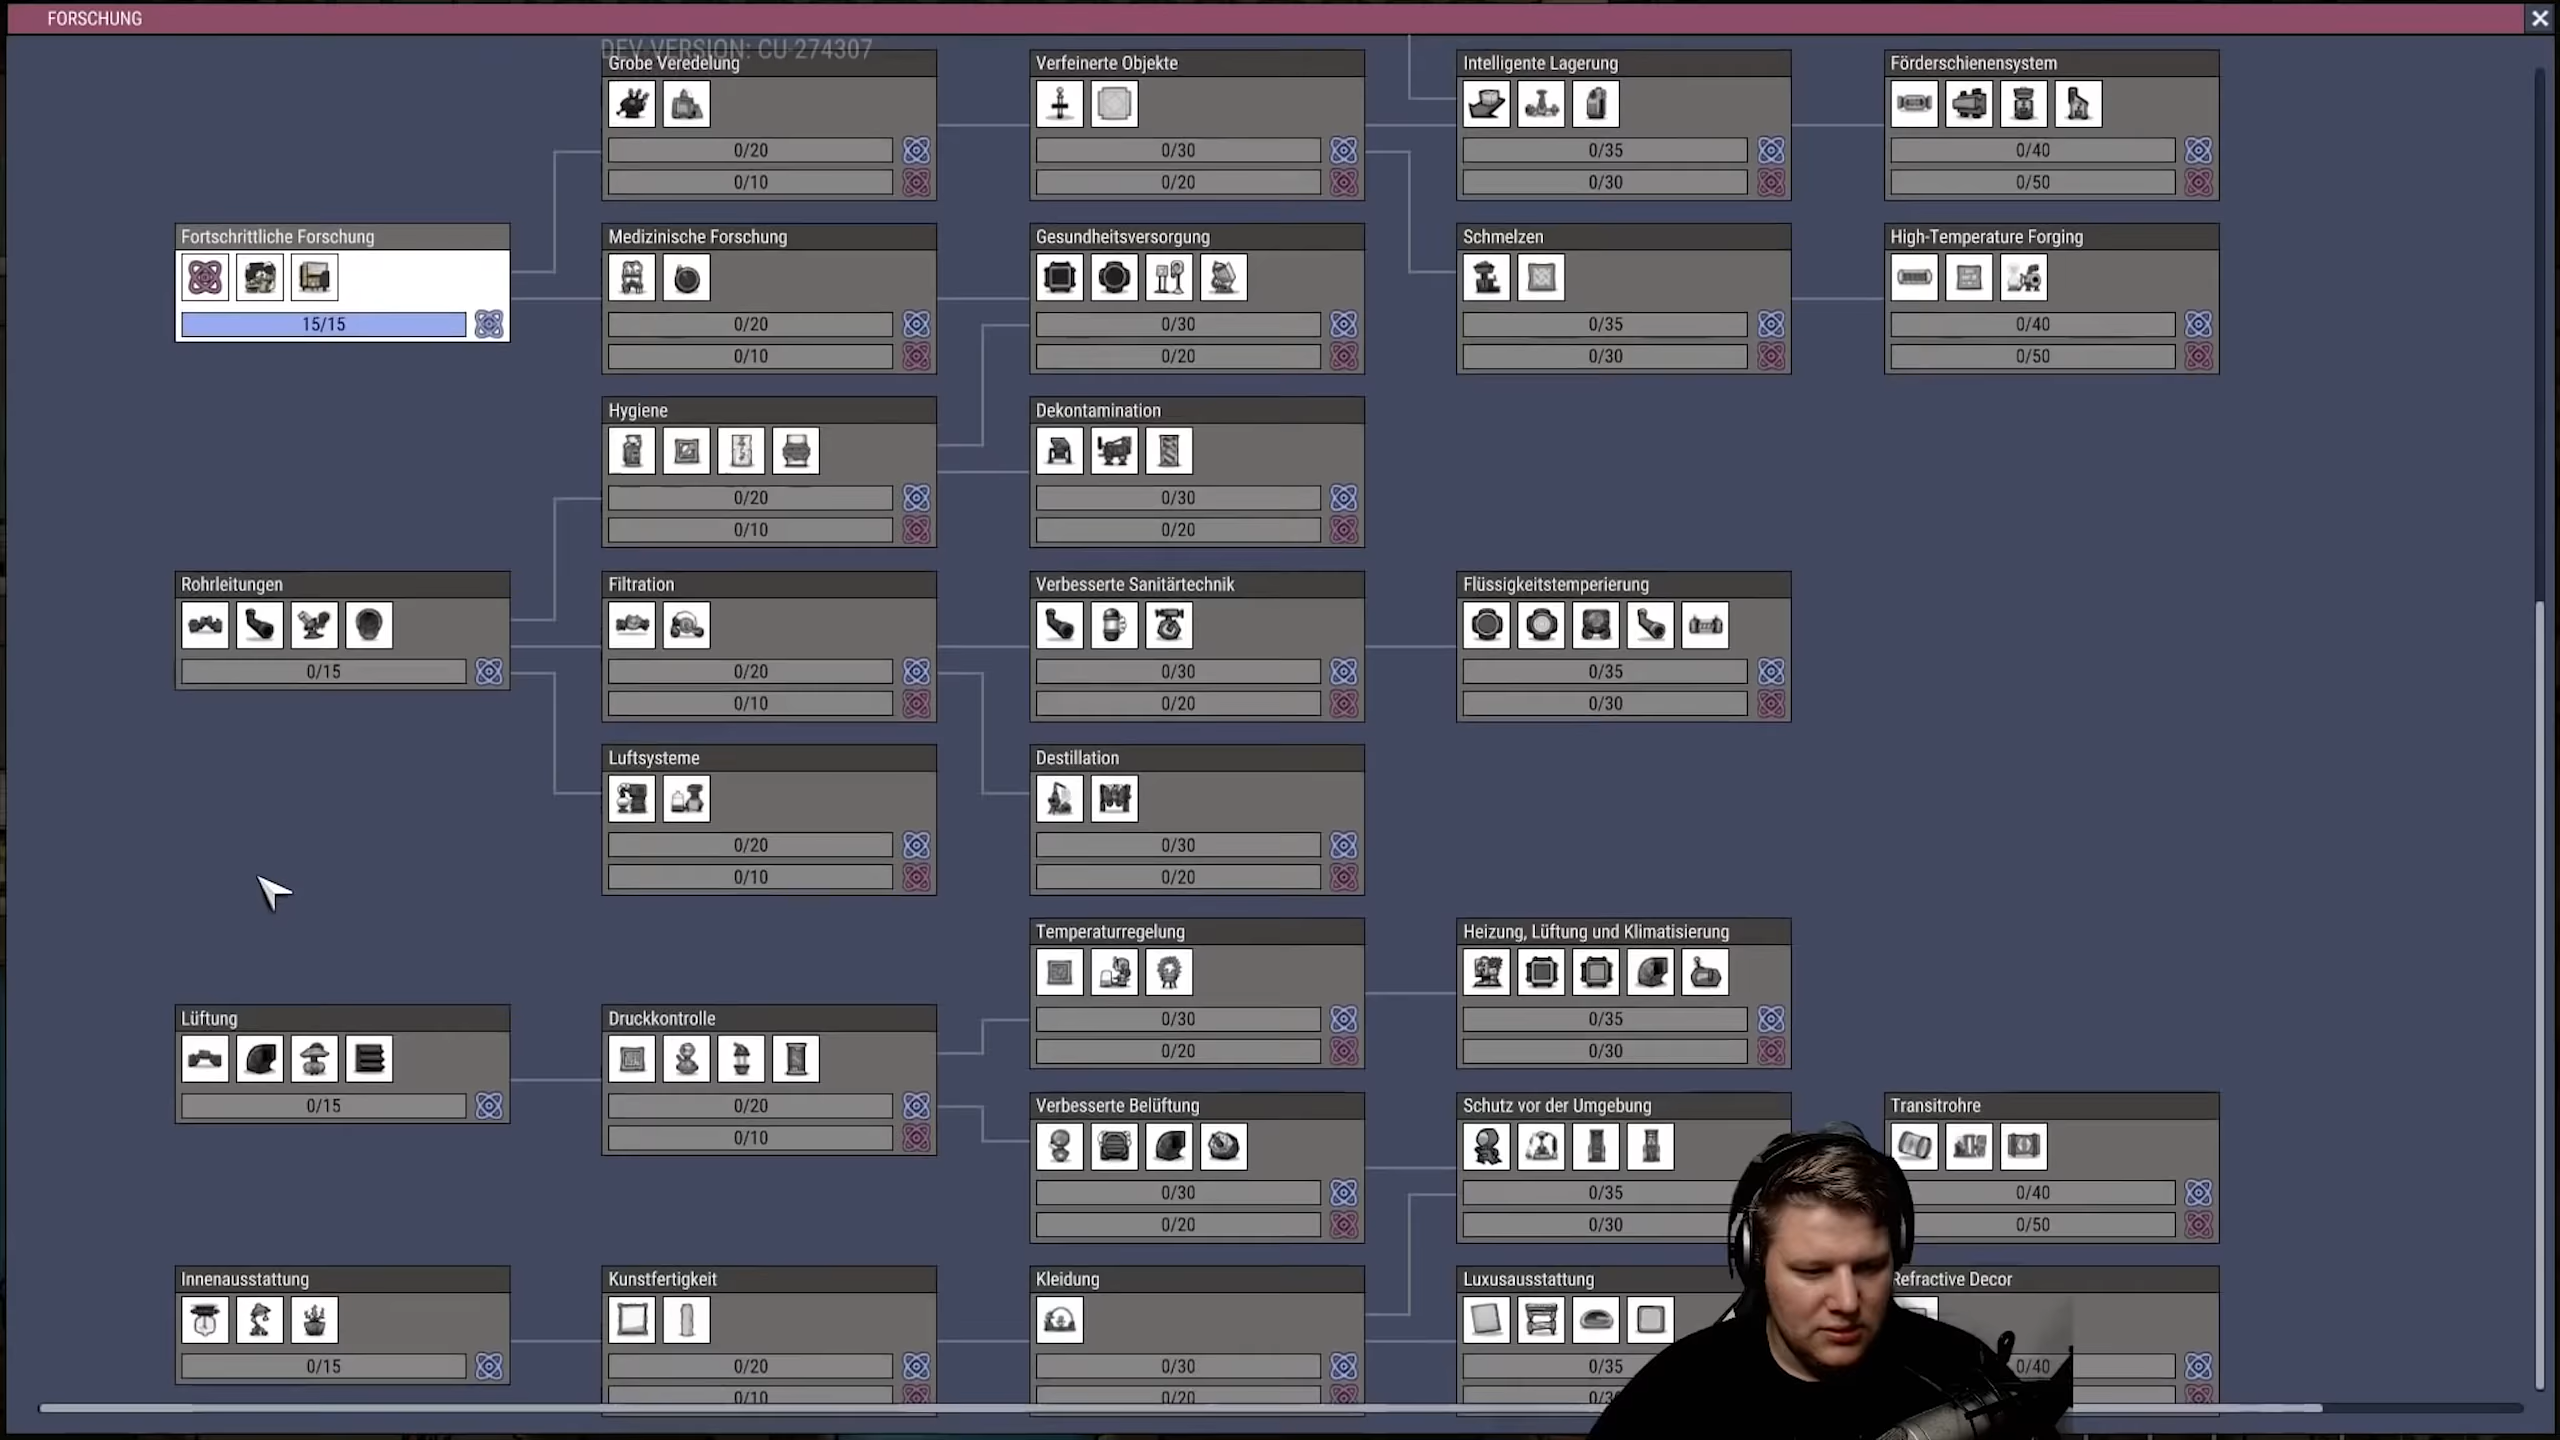 FORSCHUNG
DEV VERSION: CU-274307
Grobe Veredelung
0/20
0/10
Verfeinerte Objekte
0/30
0/20
Intelligente Lagerung
0/35
0/30
Förderschienensystem
0/40
0/50
Fortschrittliche Forschung
15/15
Medizinische Forschung
0/20
0/10
Gesundheitsversorgung
0/30
0/20
Schmelzen
0/35
0/30
High-Temperature Forging
0/40
0/50
Hygiene
0/20
0/10
Dekontamination
0/30
0/20
Rohrleitungen
0/15
Filtration
0/20
0/10
Verbesserte Sanitärtechnik
0/30
0/20
Flüssigkeitstemperierung
0/35
0/30
Luftsysteme
0/20
0/10
Destillation
0/30
0/20
Temperaturregelung
0/30
0/20
Heizung, Lüftung und Klimatisierung
0/35
0/30
Lüftung
0/15
Druckkontrolle
0/20
0/10
Verbesserte Belüftung
0/30
0/20
Schutz vor der Umgebung
0/35
0/30
Transitrohre
0/40
0/50
Innenausstattung
0/15
Kunstfertigkeit
0/20
0/10
Kleidung
0/30
0/20
Luxusausstattung
0/35
Refractive Decor
0/40